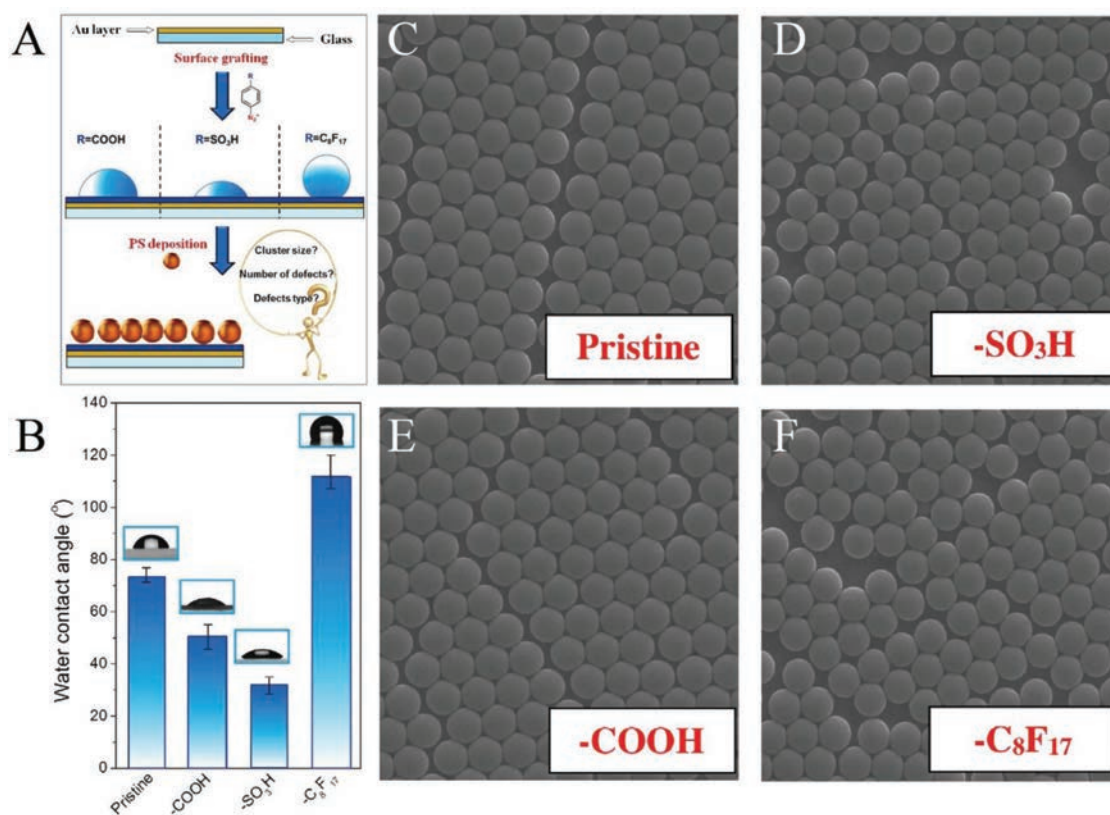 A
Au layer
Glass
Surface grafting
R
N₂⁺
R=COOH
R=SO₃H
R=C₈F₁₇
PS deposition
Cluster size?
Number of defects?
Defects type?
B
Water contact angle (°)
140
120
100
80
60
40
20
0
Pristine
-COOH
-SO₃H
-C₈F₁₇
C
Pristine
D
-SO₃H
E
-COOH
F
-C₈F₁₇